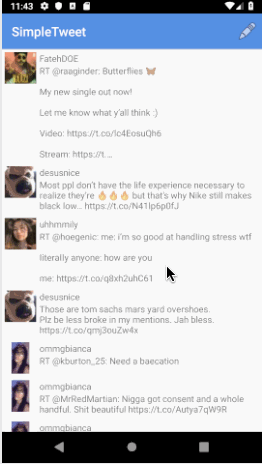 11:43
SimpleTweet
FatehDOE
RT @raaginder: Butterflies 🦋
My new single out now!
Let me know what y'all think :)
Video: https://t.co/lc4EosuQh6
Stream: https://t.…
desusnice
Most ppl don't have the life experience necessary to
realize they're 🔥🔥🔥 but that's why Nike still makes
black low… https://t.co/N41lp6p0fJ
uhhmmily
RT @hoegenic: me: i'm so good at handling stress wtf
literally anyone: how are you
me: https://t.co/q8xh2uhC61
desusnice
Those are tom sachs mars yard overshoes.
Plz be less broke in my mentions. Jah bless.
https://t.co/qmj3ouZw4x
ommgbianca
RT @kburton_25: Need a baecation
ommgbianca
RT @MrRedMartian: Nigga got consent and a whole
handful. Shit beautiful https://t.co/Autya7qW9R
ommgbianca